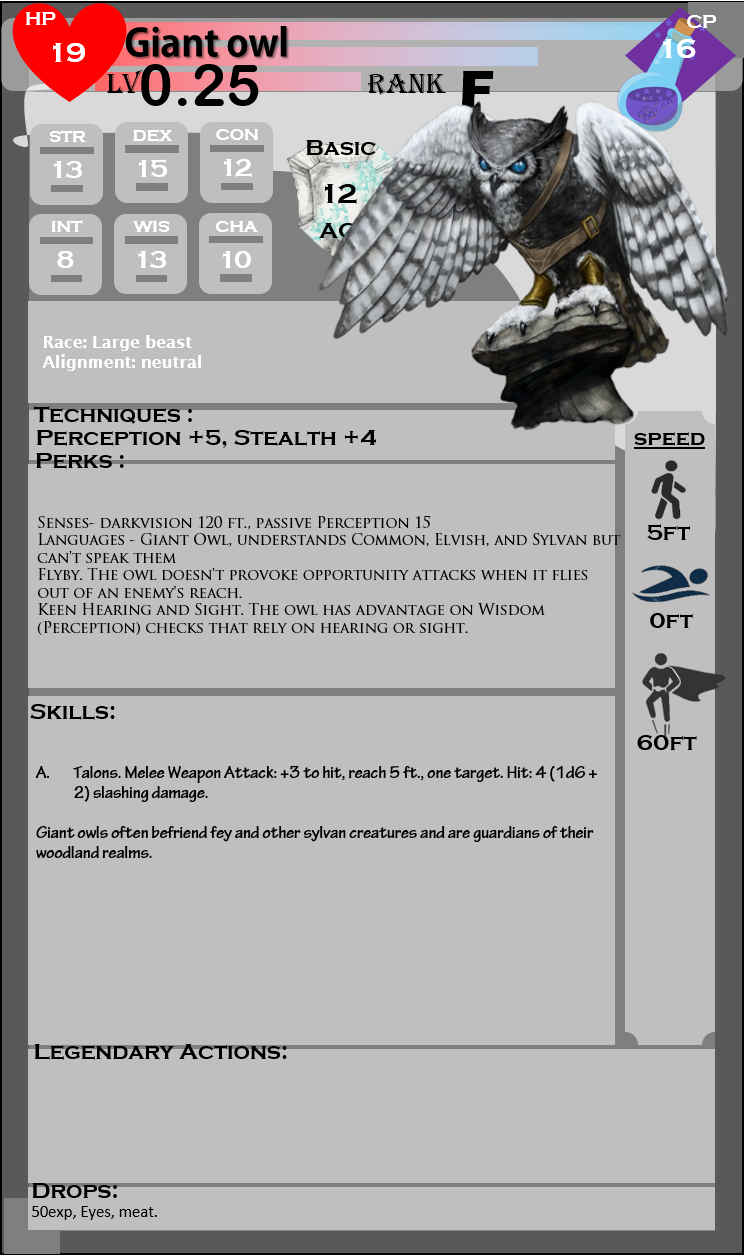 HP
19
Giant owl
CP
16
LV 0.25
RANK F
STR
13
DEX
15
CON
12
INT
8
WIS
13
CHA
10
Basic
12
AC
Race: Large beast
Alignment: neutral
Techniques :
Perception +5, Stealth +4
Perks :
Senses- darkvision 120 ft., passive Perception 15
Languages - Giant Owl, understands Common, Elvish, and Sylvan but
can't speak them
Flyby. The owl doesn't provoke opportunity attacks when it flies
out of an enemy's reach.
Keen Hearing and Sight. The owl has advantage on Wisdom
(Perception) checks that rely on hearing or sight.
SPEED
5FT
0FT
60FT
Skills:
A. Talons. Melee Weapon Attack: +3 to hit, reach 5 ft., one target. Hit: 4 (1d6 +
2) slashing damage.
Giant owls often befriend fey and other sylvan creatures and are guardians of their
woodland realms.
Legendary Actions:
Drops:
50exp, Eyes, meat.